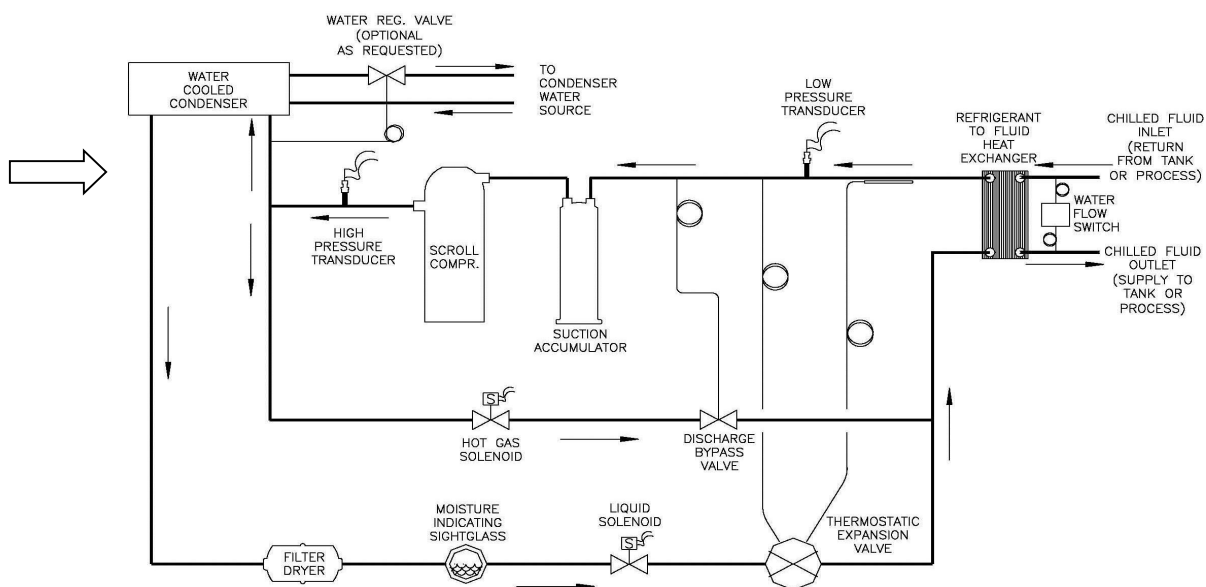 WATER REG. VALVE
(OPTIONAL
AS REQUESTED)
WATER
COOLED
CONDENSER
TO
CONDENSER
WATER
SOURCE
LOW
PRESSURE
TRANSDUCER
REFRIGERANT
TO FLUID
HEAT
EXCHANGER
CHILLED FLUID
INLET
(RETURN
FROM TANK
OR PROCESS)
WATER
FLOW
SWITCH
HIGH
PRESSURE
TRANSDUCER
SCROLL
COMPR.
SUCTION
ACCUMULATOR
CHILLED FLUID
OUTLET
(SUPPLY TO
TANK OR
PROCESS)
S
HOT GAS
SOLENOID
DISCHARGE
BYPASS
VALVE
MOISTURE
INDICATING
SIGHTGLASS
LIQUID
SOLENOID
S
THERMOSTATIC
EXPANSION
VALVE
FILTER
DRYER